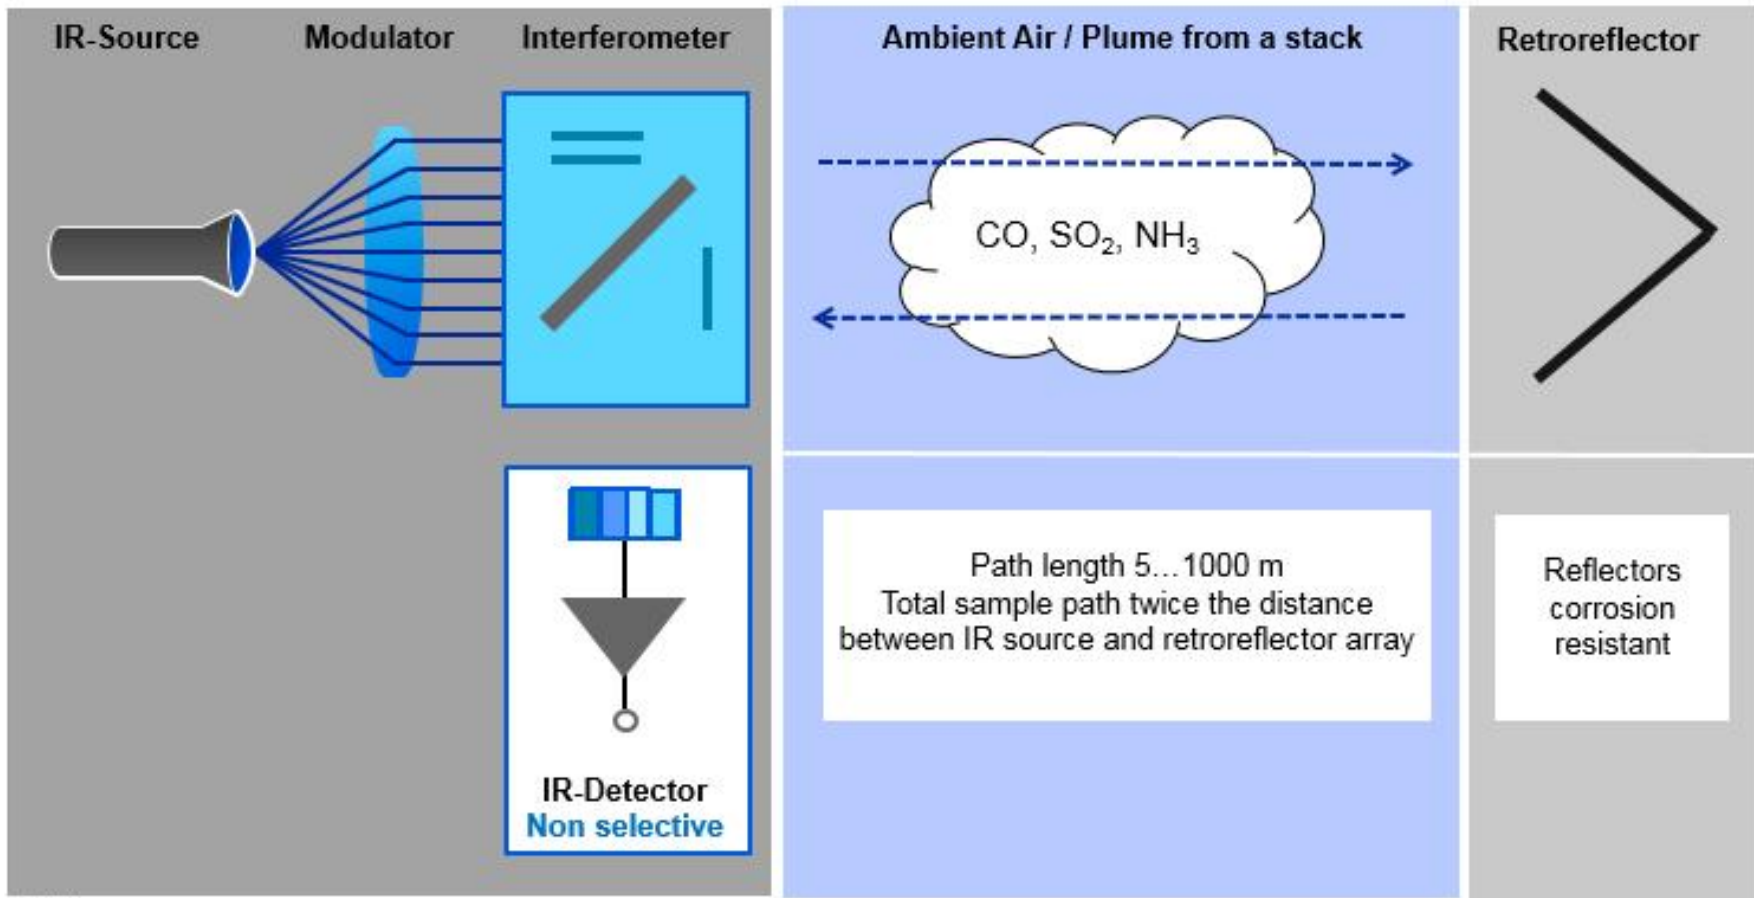 IR-Source
Modulator
Interferometer
Ambient Air / Plume from a stack
Retroreflector
CO, SO₂, NH₃
Path length 5...1000 m
Total sample path twice the distance
between IR source and retroreflector array
Reflectors
corrosion
resistant
IR-Detector
Non selective